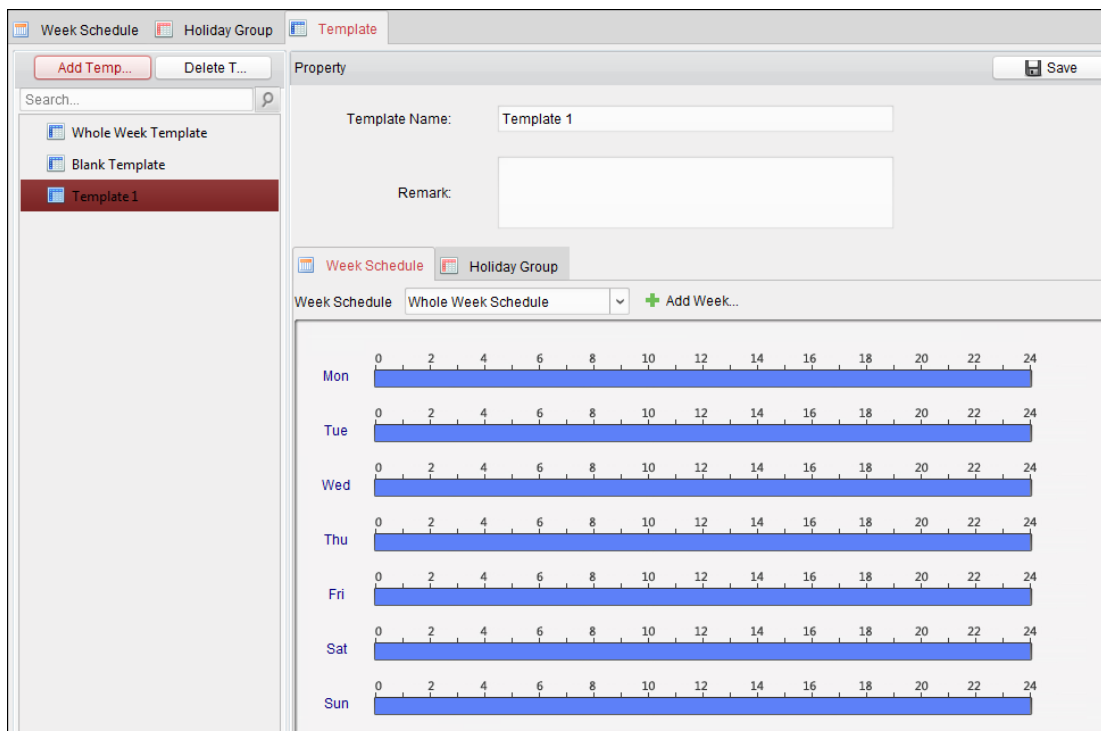 Week Schedule Holiday Group Template
Add Temp... Delete T...
Property Save
Search...
Whole Week Template
Blank Template
Template 1
Template Name: Template 1
Remark:
Week Schedule Holiday Group
Week Schedule Whole Week Schedule Add Week...
0 2 4 6 8 10 12 14 16 18 20 22 24
Mon
0 2 4 6 8 10 12 14 16 18 20 22 24
Tue
0 2 4 6 8 10 12 14 16 18 20 22 24
Wed
0 2 4 6 8 10 12 14 16 18 20 22 24
Thu
0 2 4 6 8 10 12 14 16 18 20 22 24
Fri
0 2 4 6 8 10 12 14 16 18 20 22 24
Sat
0 2 4 6 8 10 12 14 16 18 20 22 24
Sun